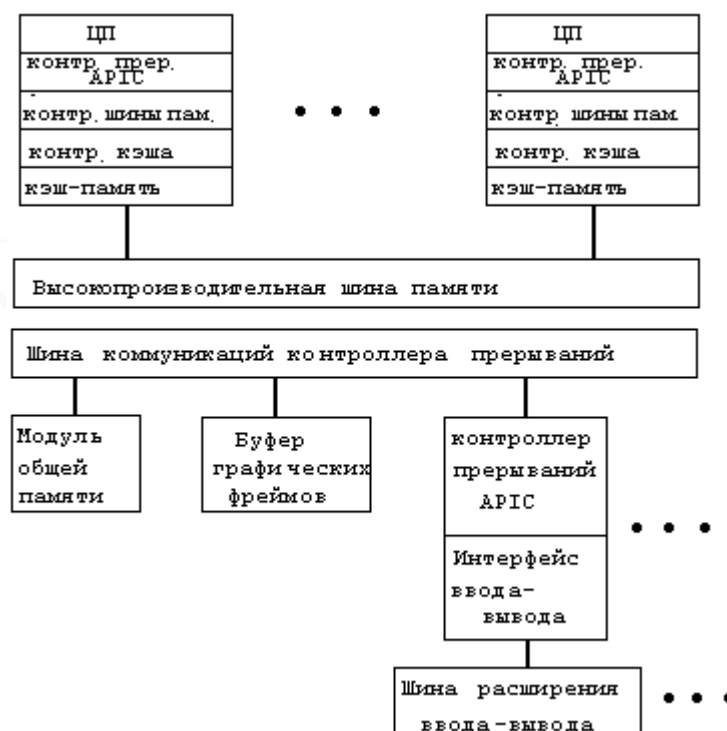 ЦП
контр. прер.
APIC
контр. шины пам.
контр. кэша
кэш-память
ЦП
контр. прер.
APIC
контр шины пам
контр. кэша
кэш-память
Высокопроизводительная шина памяти
Шина коммуникаций контроллера прерываний
Модуль
общей
памяти
Буфер
графических
фреймов
контроллер
прерываний
APIC
Интерфейс
ввода-
вывода
Шина расширения
ввода-вывода